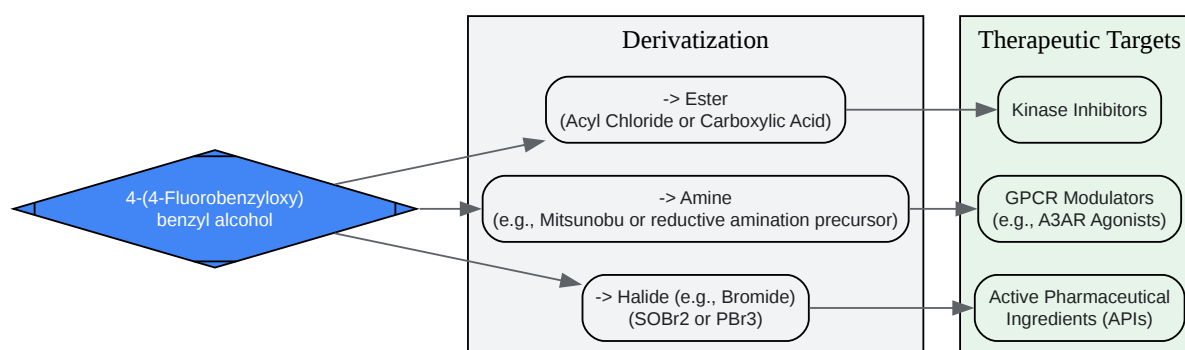 Derivatization
Therapeutic Targets
-> Ester
(Acyl Chloride or Carboxylic Acid)
Kinase Inhibitors
4-(4-Fluorobenzyloxy)
benzyl alcohol
-> Amine
(e.g., Mitsunobu or reductive amination precursor)
GPCR Modulators
(e.g., A3AR Agonists)
-> Halide (e.g., Bromide)
(SOBr2 or PBr3)
Active Pharmaceutical
Ingredients (APIs)